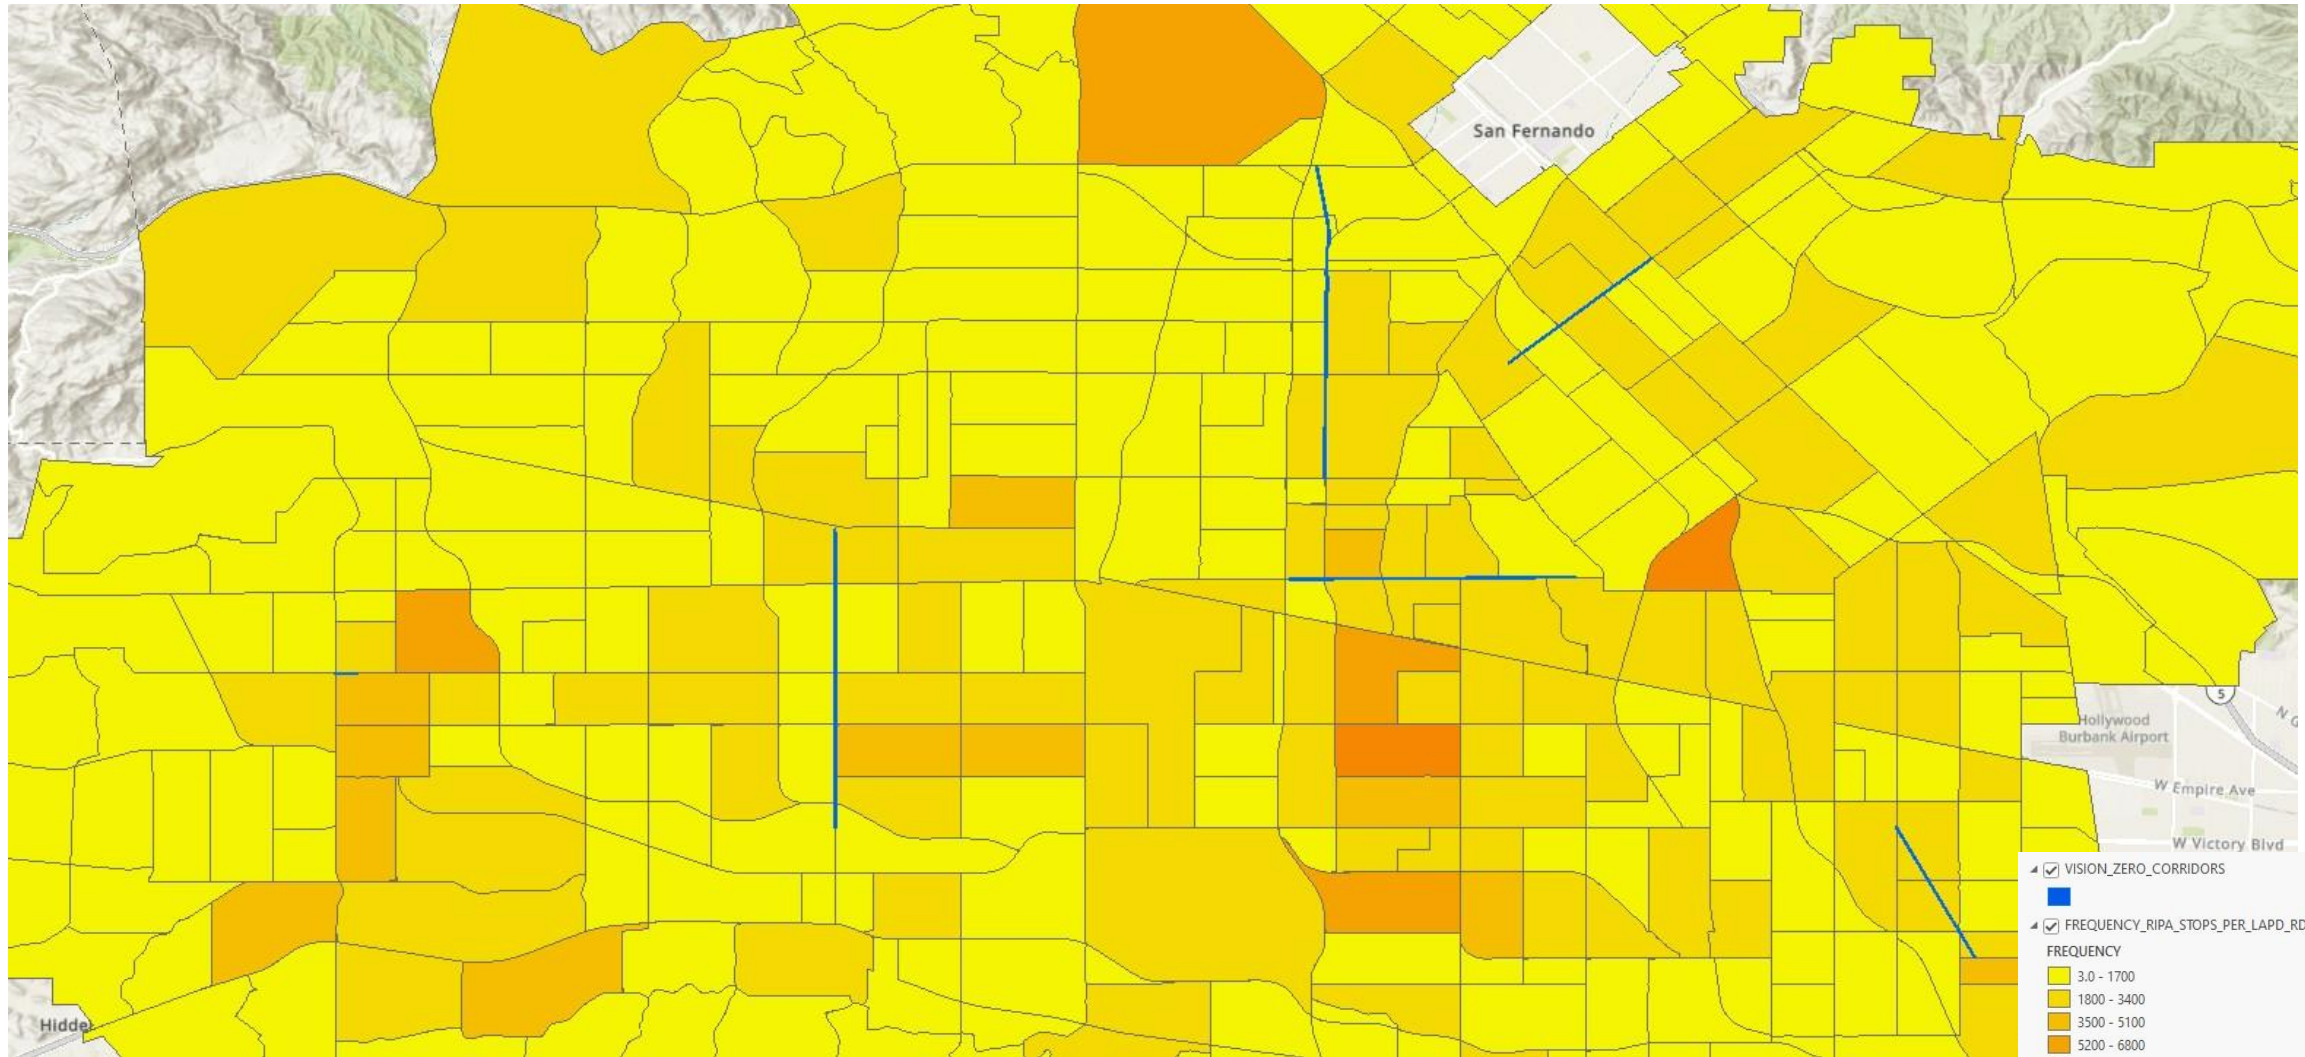 San Fernando
5
N G
Hollywood
Burbank Airport
W Empire Ave
W Victory Blvd
Hidde
VISION_ZERO_CORRIDORS
FREQUENCY_RIPA_STOPS_PER_LAPD_RD
FREQUENCY
3.0 - 1700
1800 - 3400
3500 - 5100
5200 - 6800